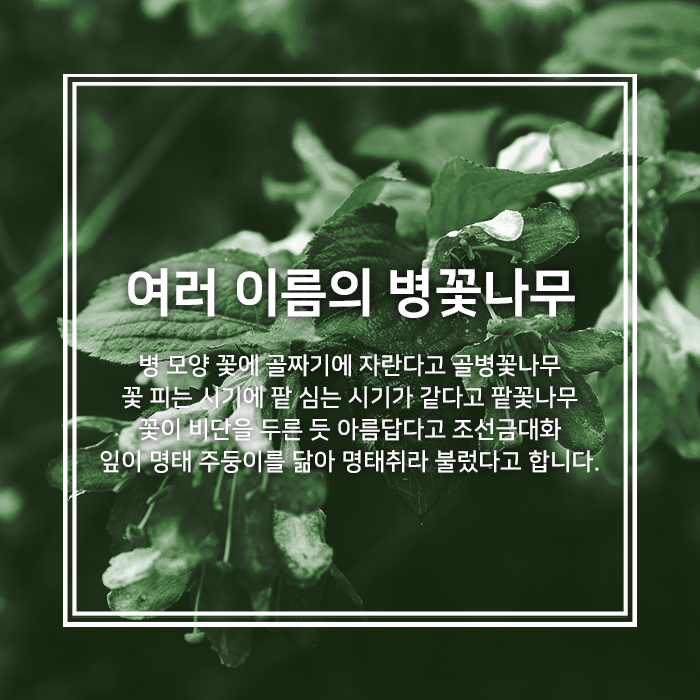 여러 이름의 병꽃나무
병 모양 꽃에 골짜기에 자란다고 골병꽃나무
꽃 피는 시기에 팥 심는 시기가 같다고 팥꽃나무
꽃이 비단을 두른 듯 아름답다고 조선금대화
잎이 명태 주둥이를 닮아 명태취라 불렀다고 합니다.